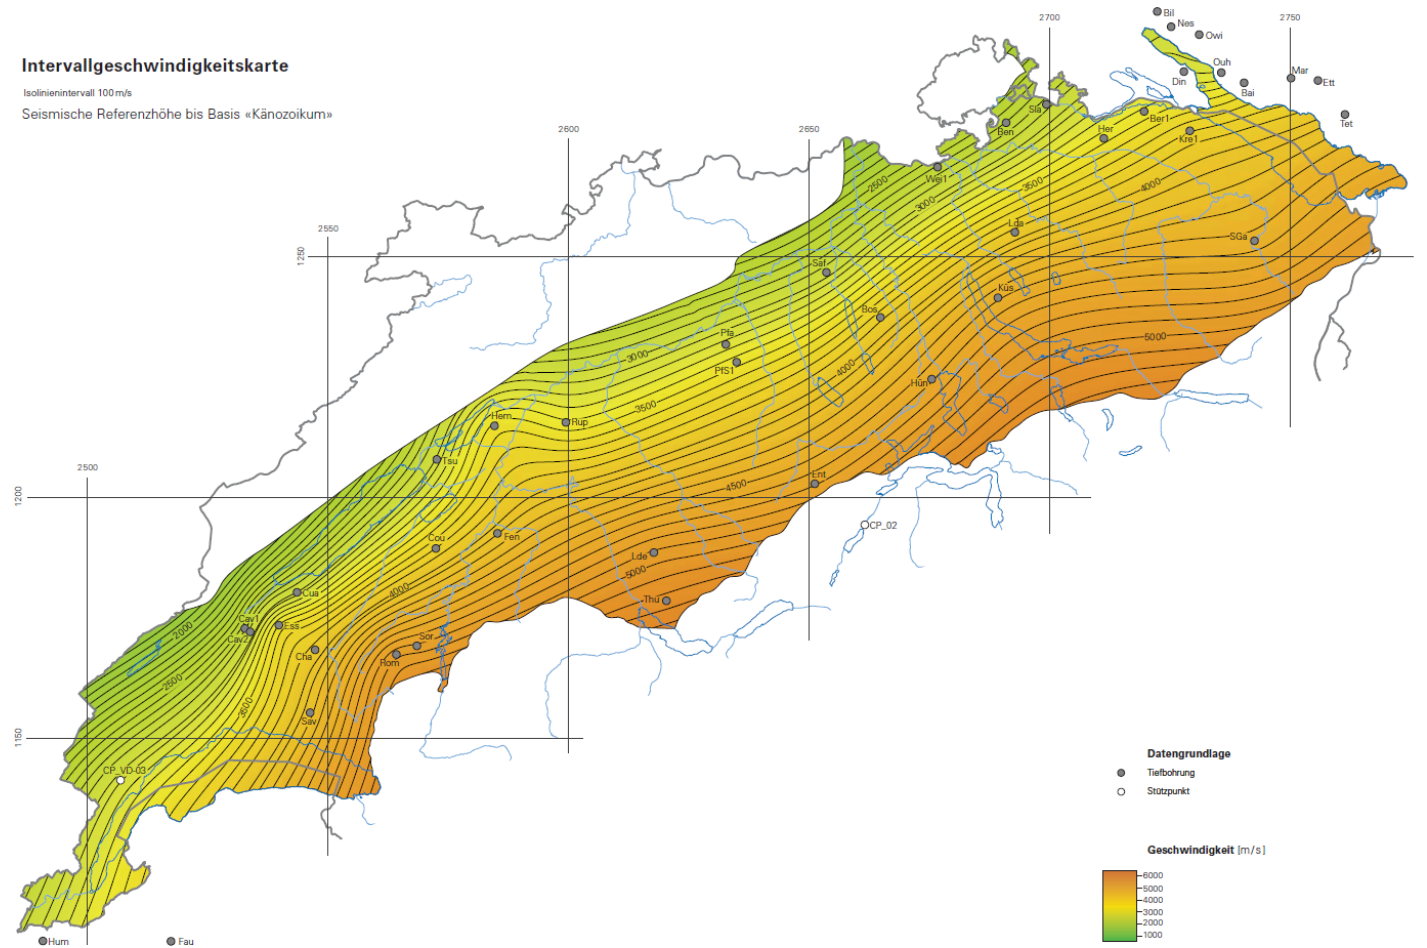 Intervallgeschwindigkeitskarte
Isolinienintervall 100 m/s
Seismische Referenzhöhe bis Basis «Känozoikum»
2700
2750
Bil
Nes
Owi
Ouh
Din
Bai
Mar
Ett
Tet
Sla
Ben
Her
Ber1
Kre1
2600
2650
Wei1
2500
3000
3500
4000
Lda
SGa
2550
1250
Saf
Küs
Bos
5000
Pfa
PfS1
3000
4000
Hün
3500
Hem
Rup
Tsu
2500
1200
Ent
4500
CP_02
Cou
Fen
Lde
5000
4000
Thu
Cua
Cav1
Cav2
Ess
2000
Cha
Sor
Rom
2500
3500
Sav
1150
CP_VD-03
Datengrundlage
Tiefbohrung
Stützpunkt
Geschwindigkeit [m/s]
6000
5000
4000
3000
2000
1000
Hum
Fau